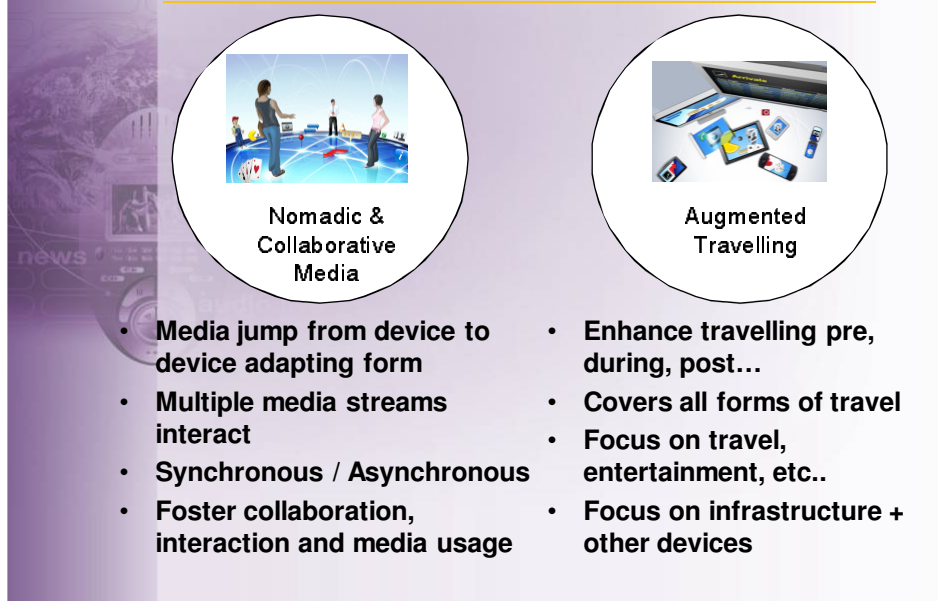 Nomadic &
Collaborative
Media
• Media jump from device to
device adapting form
• Multiple media streams
interact
• Synchronous / Asynchronous
• Foster collaboration,
interaction and media usage
Augmented
Travelling
• Enhance travelling pre,
during, post…
• Covers all forms of travel
• Focus on travel,
entertainment, etc..
• Focus on infrastructure +
other devices
news
Arrivals